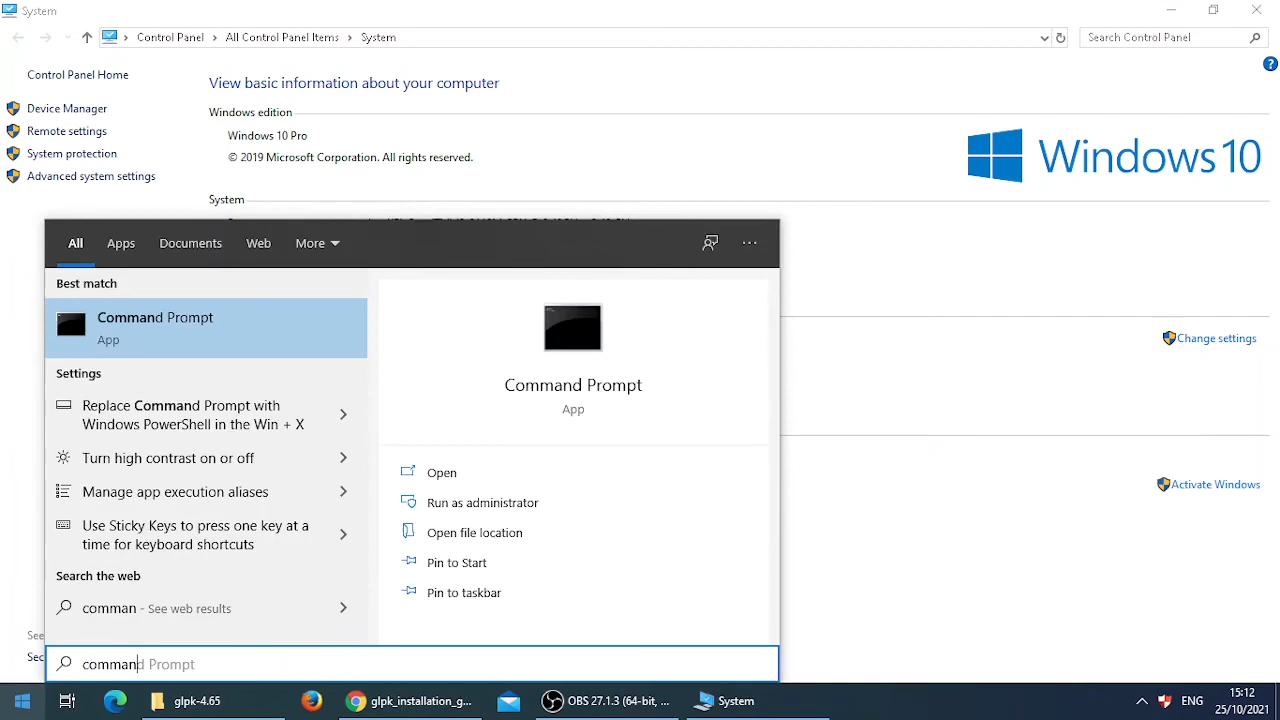 System
Control Panel > All Control Panel Items > System
Search Control Panel
Control Panel Home
Device Manager
Remote settings
System protection
Advanced system settings
View basic information about your computer
Windows edition
Windows 10 Pro
© 2019 Microsoft Corporation. All rights reserved.
Windows 10
System
Change settings
Activate Windows
All
Apps
Documents
Web
More
Best match
Command Prompt
App
Settings
Replace Command Prompt with
Windows PowerShell in the Win + X
Turn high contrast on or off
Manage app execution aliases
Use Sticky Keys to press one key at a
time for keyboard shortcuts
Search the web
comman - See web results
Command Prompt
App
Open
Run as administrator
Open file location
Pin to Start
Pin to taskbar
See
Sec
command Prompt
glpk-4.65
glpk_installation_g...
OBS 27.1.3 (64-bit, ...
System
ENG
15:12
25/10/2021